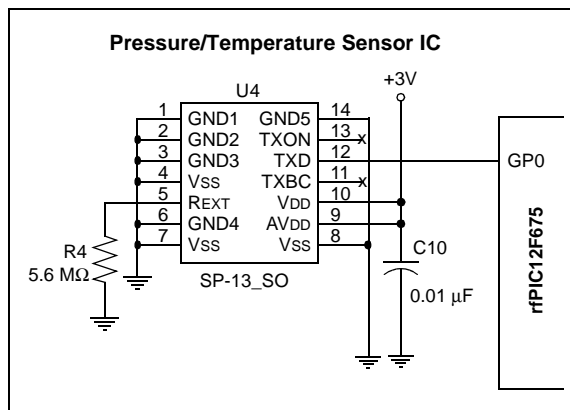 Pressure/Temperature Sensor IC
+3V
U4
1 GND1 GND5 14
2 GND2 TXON 13 x
3 GND3 TXD 12
4 VSS TXBC 11 x
5 REXT VDD 10
6 GND4 AVDD 9
7 VSS VSS 8
SP-13_SO
R4
5.6 MΩ
C10
0.01 µF
GP0
rfPIC12F675